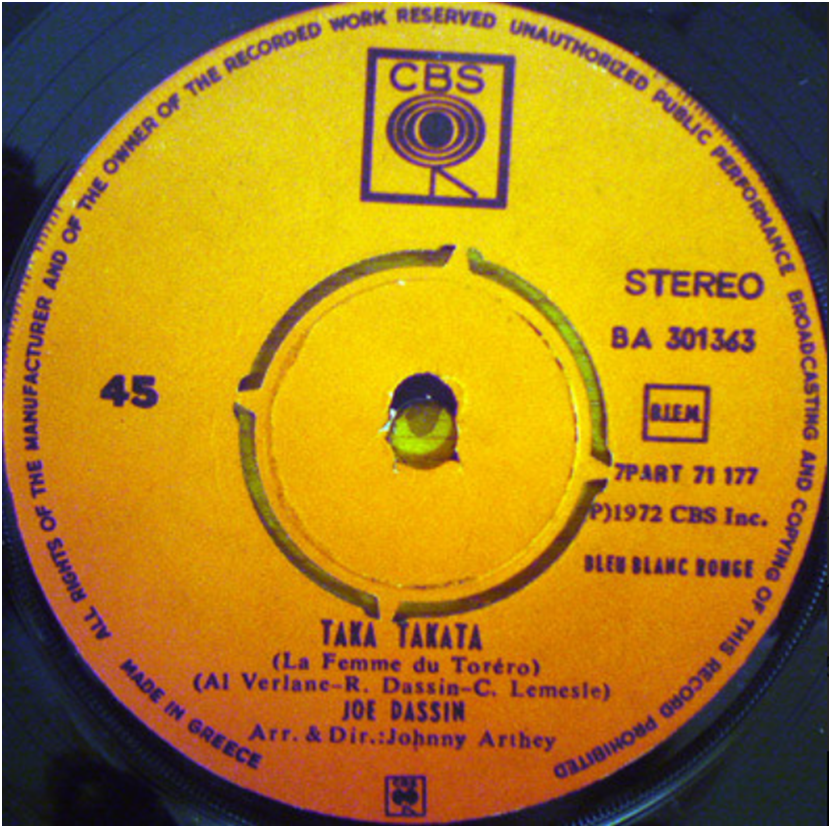 ALL RIGHTS OF THE MANUFACTURER AND OF THE OWNER OF THE RECORDED WORK RESERVED UNAUTHORIZED PUBLIC PERFORMANCE BROADCASTING AND COPYING OF THIS RECORD PROHIBITED
CBS
STEREO
BA 301363
45
B.I.E.M.
7PART 71 177
P)1972 CBS Inc.
BLEU BLANC ROUGE
TAKA TAKATA
(La Femme du Toréro)
(Al Verlane-R. Dassin-C. Lemesle)
JOE DASSIN
Arr. & Dir.:Johnny Arthey
MADE IN GREECE
CBS